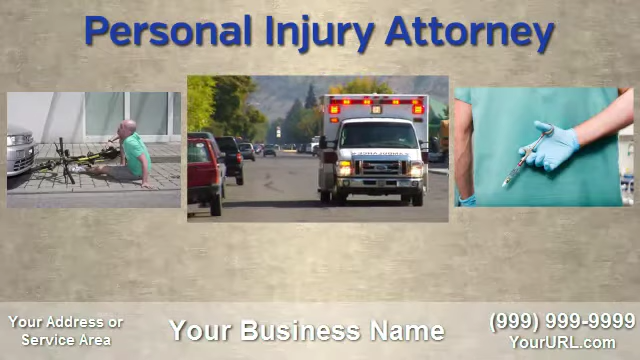 Personal Injury Attorney
Your Address or
Service Area
Your Business Name
(999) 999-9999
YourURL.com